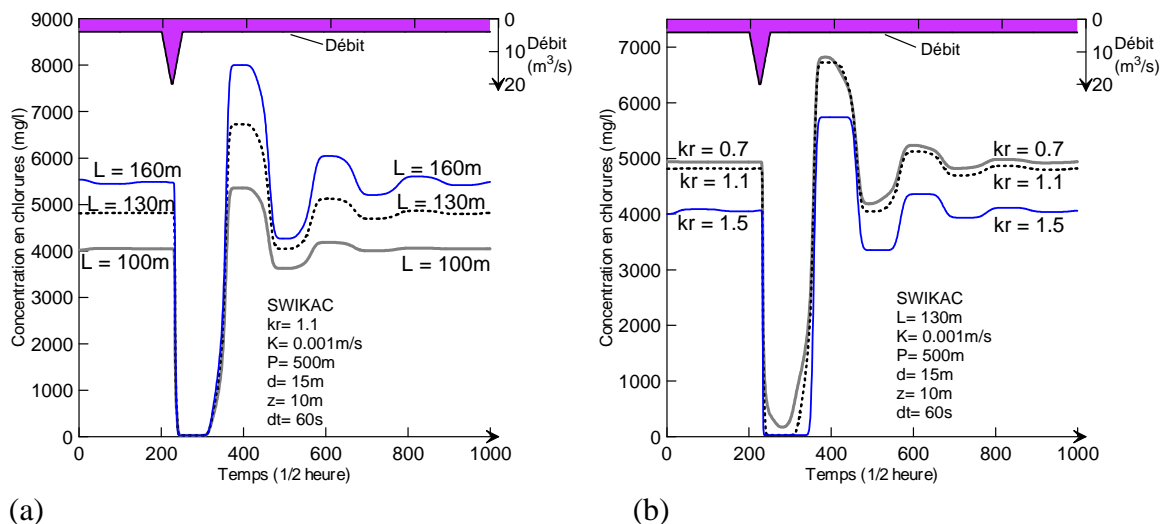 9000
8000
7000
6000
5000
4000
3000
2000
1000
0
Concentration en chlorures (mg/l)
0 200 400 600 800 1000
Temps (1/2 heure)
0
10
20
Débit
(m³/s)
Débit
L = 160m
L = 160m
L = 130m
L = 130m
L = 100m
L = 100m
SWIKAC
kr= 1.1
K= 0.001m/s
P= 500m
d= 15m
z= 10m
dt= 60s
(a)
7000
6000
5000
4000
3000
2000
1000
0
Concentration en chlorures (mg/l)
0 200 400 600 800 1000
Temps (1/2 heure)
0
10
20
Débit
(m³/s)
Débit
kr = 0.7
kr = 0.7
kr = 1.1
kr = 1.1
kr = 1.5
kr = 1.5
SWIKAC
L= 130m
K= 0.001m/s
P= 500m
d= 15m
z= 10m
dt= 60s
(b)